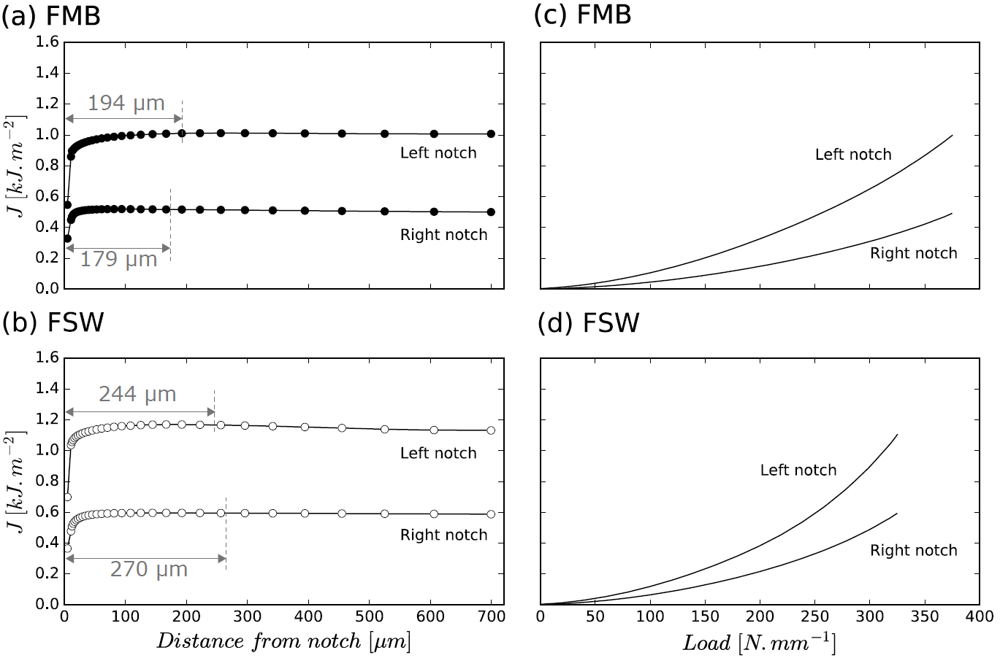 (a) FMB
1.6
1.4
1.2
1.0
0.8
0.6
0.4
0.2
0.0
J [kJ.m⁻²]
194 µm
Left notch
Right notch
179 µm
(c) FMB
Left notch
Right notch
(b) FSW
1.6
1.4
1.2
1.0
0.8
0.6
0.4
0.2
0.0
J [kJ.m⁻²]
244 µm
Left notch
Right notch
270 µm
0 100 200 300 400 500 600 700
Distance from notch [µm]
(d) FSW
Left notch
Right notch
0 50 100 150 200 250 300 350 400
Load [N.mm⁻¹]